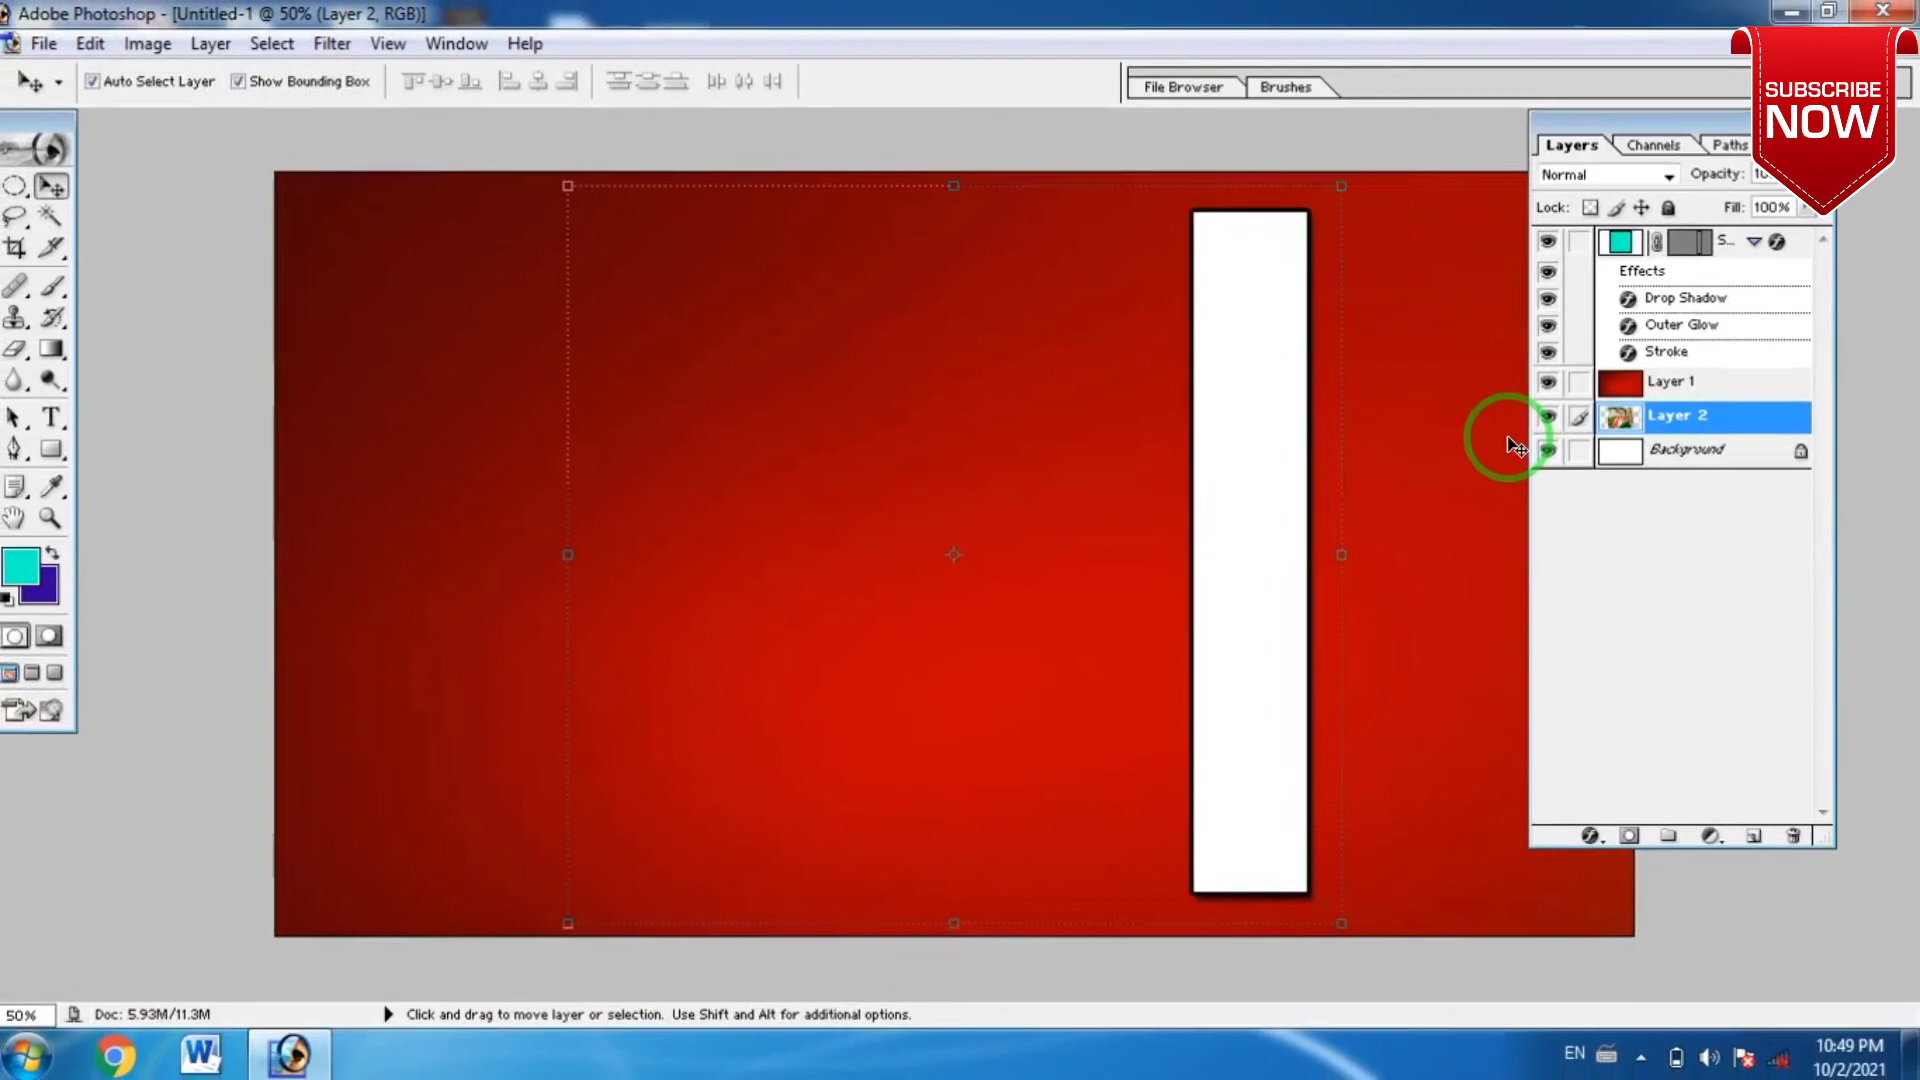 Adobe Photoshop - [Untitled-1 @ 50% (Layer 2, RGB)]
File Edit Image Layer Select Filter View Window Help
Auto Select Layer Show Bounding Box
File Browser Brushes
SUBSCRIBE
NOW
Layers Channels Paths
Normal Opacity:
Lock: Fill: 100%
S...
Effects
Drop Shadow
Outer Glow
Stroke
Layer 1
Layer 2
Background
T
50% Doc: 5.93M/11.3M Click and drag to move layer or selection. Use Shift and Alt for additional options.
W
EN 10:49 PM
10/2/2021